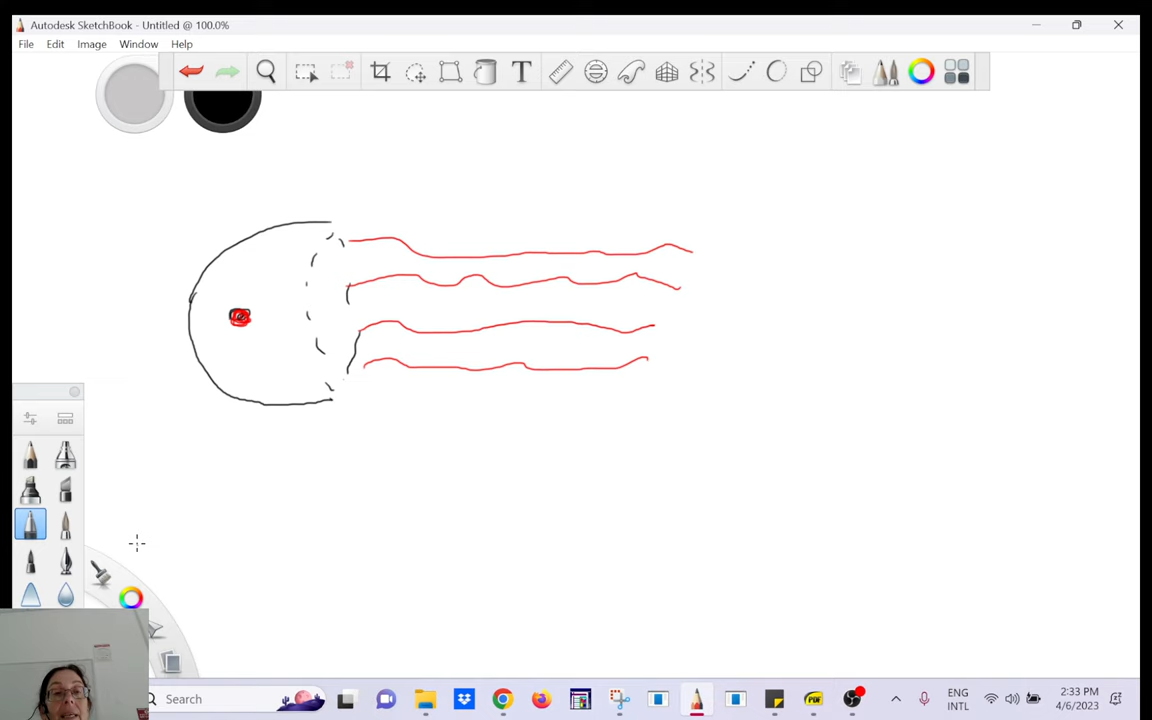 Autodesk SketchBook - Untitled @ 100.0%
File Edit Image Window Help
T
Search
PDF
ENG
INTL
2:33 PM
4/6/2023